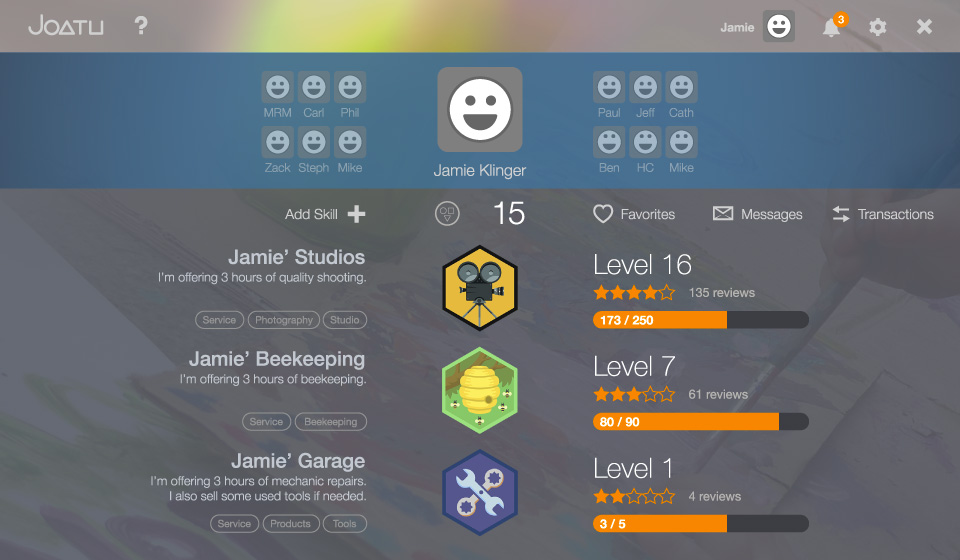 JOATU ? Jamie 3
MRM Carl Phil
Zack Steph Mike
Jamie Klinger
Paul Jeff Cath
Ben HC Mike
Add Skill 15 Favorites Messages Transactions
Jamie' Studios
I'm offering 3 hours of quality shooting.
Service Photography Studio
Level 16
135 reviews
173 / 250
Jamie' Beekeeping
I'm offering 3 hours of beekeeping.
Service Beekeeping
Level 7
61 reviews
80 / 90
Jamie' Garage
I'm offering 3 hours of mechanic repairs.
I also sell some used tools if needed.
Service Products Tools
Level 1
4 reviews
3 / 5